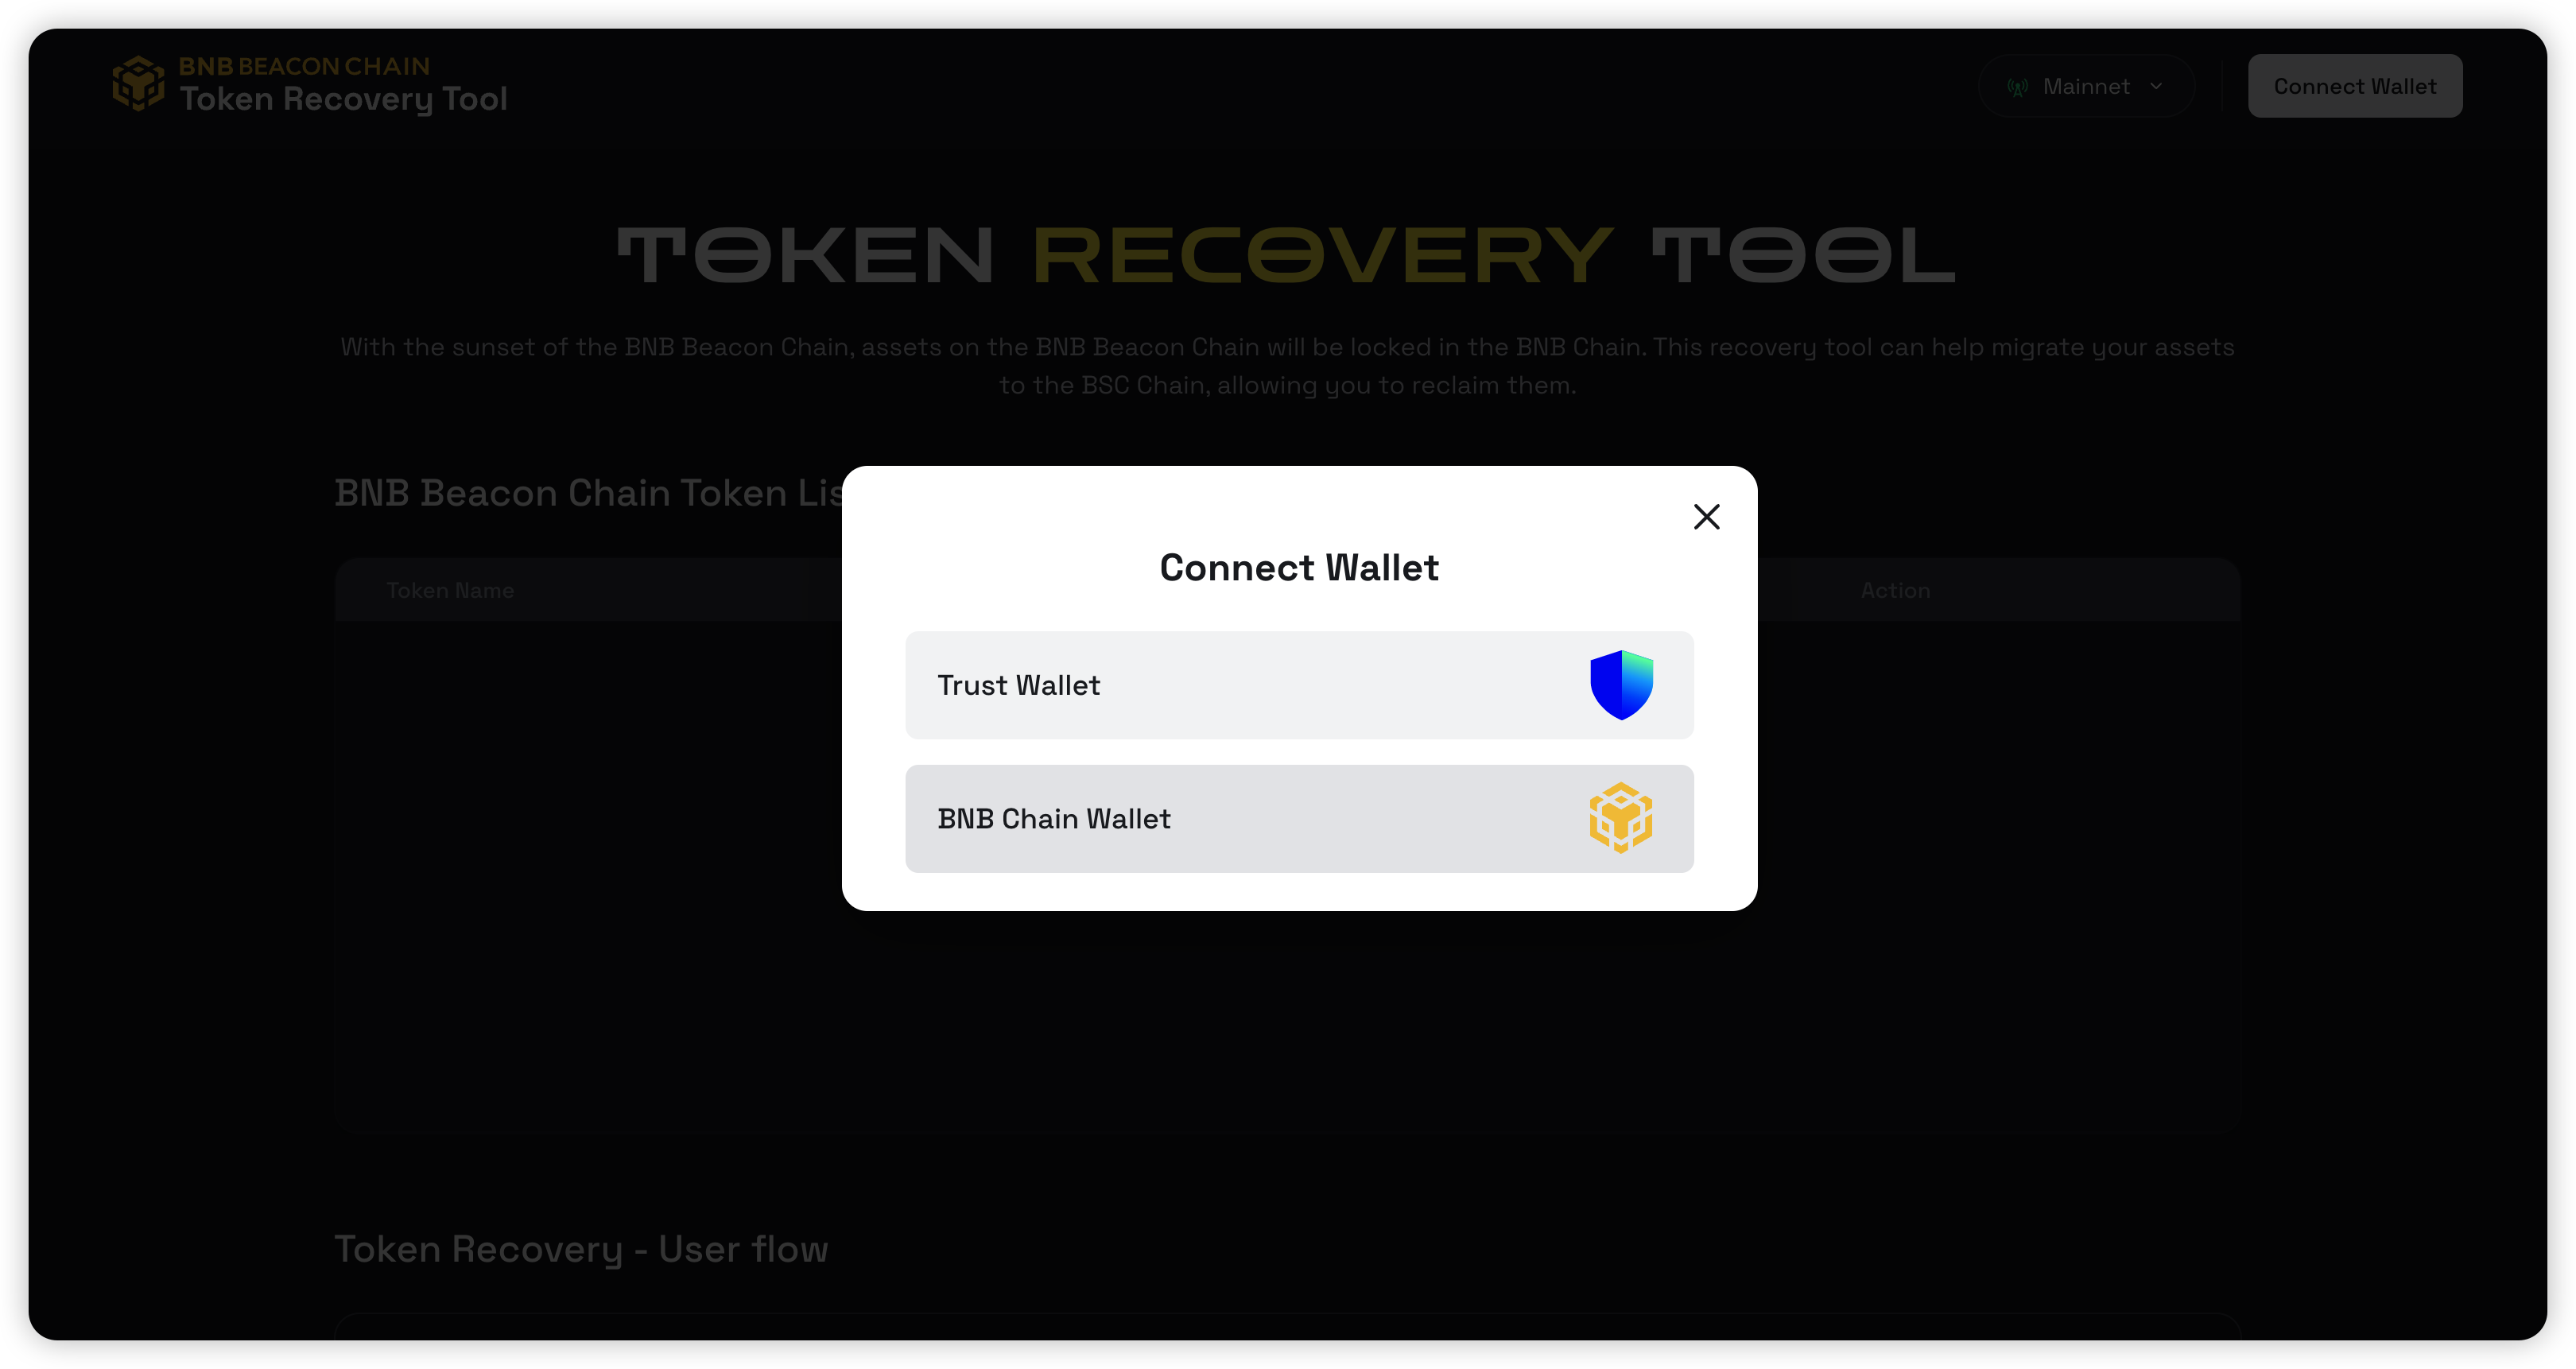 BNB BEACON CHAIN
Token Recovery Tool
Mainnet
Connect Wallet
TOKEN RECOVERY TOOL
With the sunset of the BNB Beacon Chain, assets on the BNB Beacon Chain will be locked in the BNB Chain. This recovery tool can help migrate your assets
to the BSC Chain, allowing you to reclaim them.
BNB Beacon Chain Token Lis
Token Name
Action
Connect Wallet
Trust Wallet
BNB Chain Wallet
Token Recovery - User flow